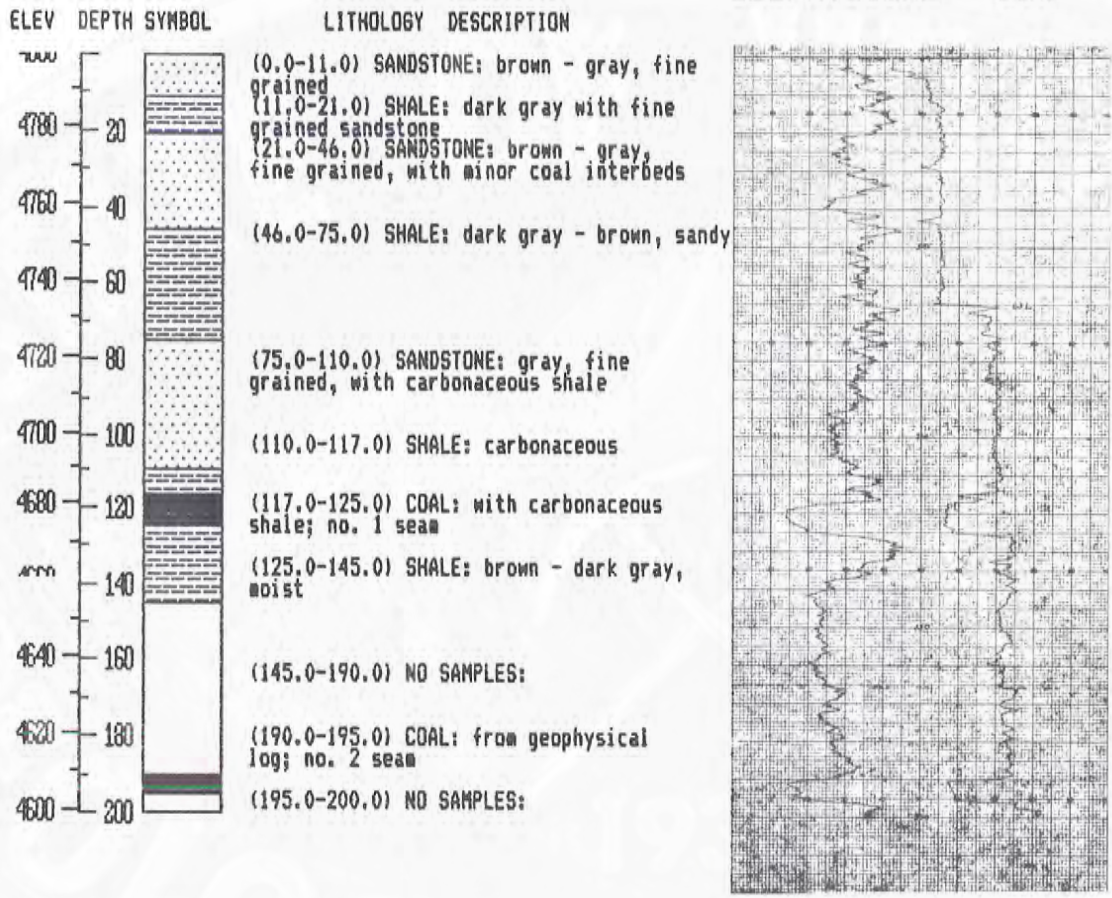 ELEV DEPTH SYMBOL LITHOLOGY DESCRIPTION
(0.0-11.0) SANDSTONE: brown - gray, fine
grained
(11.0-21.0) SHALE: dark gray with fine
4780 20 grained sandstone
(21.0-46.0) SANDSTONE: brown - gray,
fine grained, with minor coal interbeds
4760 40
(46.0-75.0) SHALE: dark gray - brown, sandy
4740 60
4720 80 (75.0-110.0) SANDSTONE: gray, fine
grained, with carbonaceous shale
4700 100
(110.0-117.0) SHALE: carbonaceous
4680 120 (117.0-125.0) COAL: with carbonaceous
shale; no. 1 seam
(125.0-145.0) SHALE: brown - dark gray,
140 moist
4640 160
(145.0-190.0) NO SAMPLES:
4620 180 (190.0-195.0) COAL: from geophysical
log; no. 2 seam
4600 200 (195.0-200.0) NO SAMPLES: